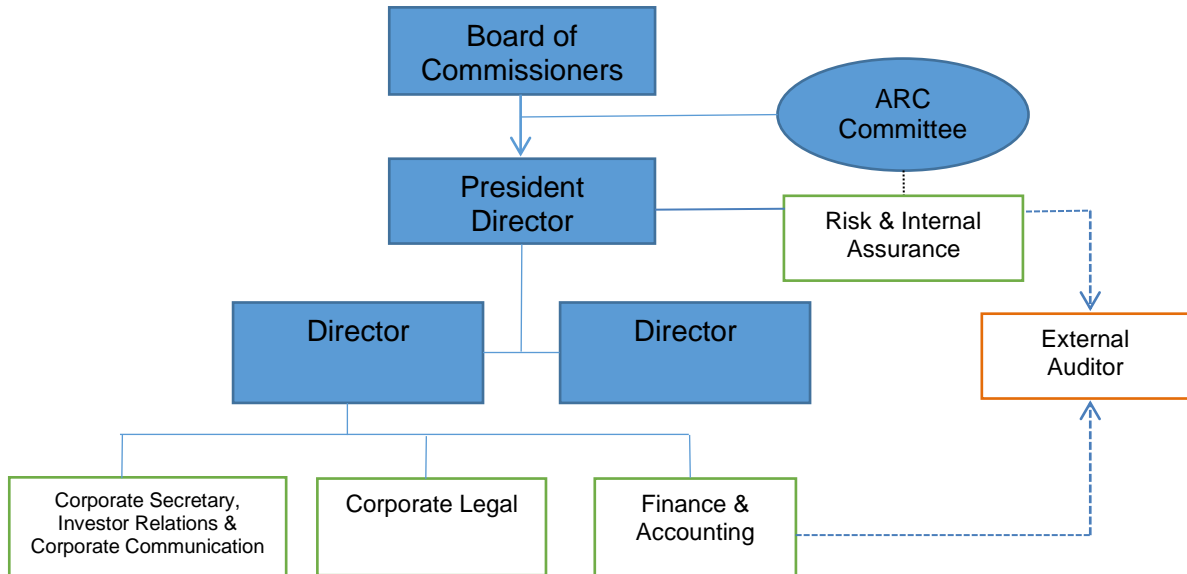 Board of
Commissioners
ARC
Committee
President
Director
Risk & Internal
Assurance
Director
Director
External
Auditor
Corporate Secretary,
Investor Relations &
Corporate Communication
Corporate Legal
Finance &
Accounting